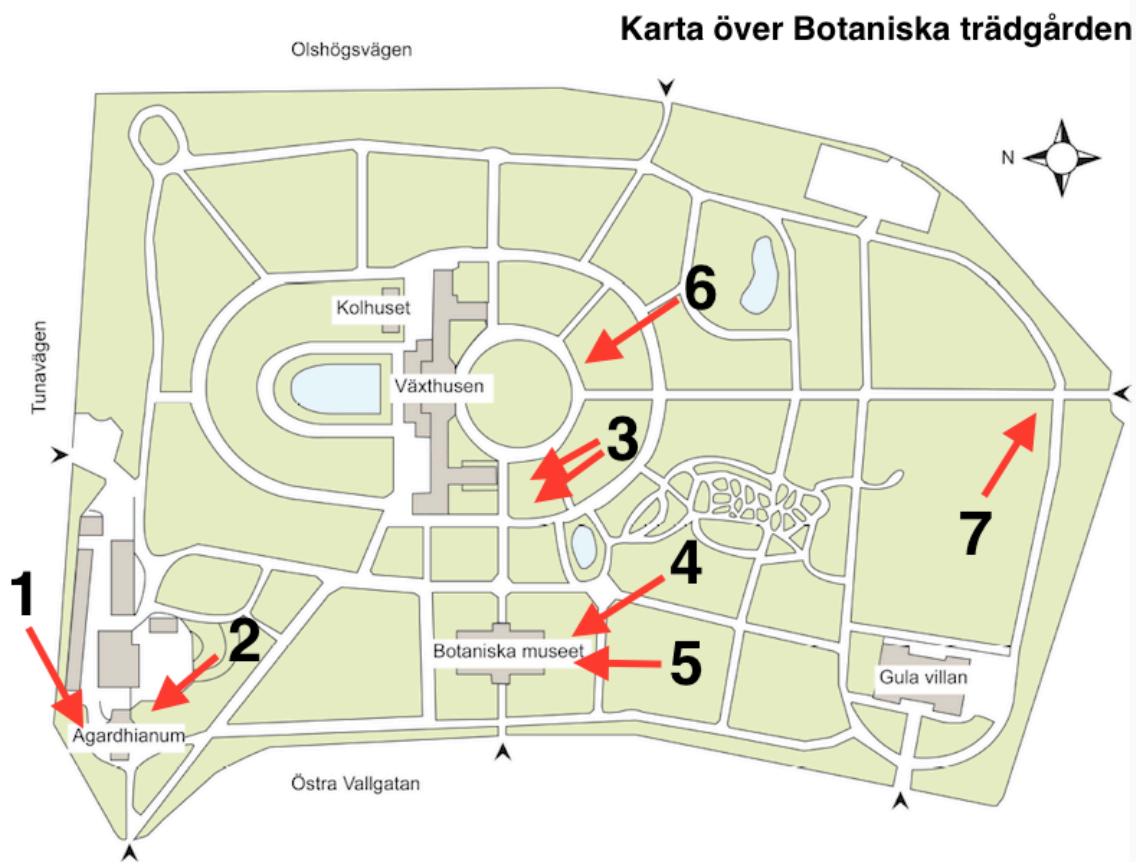 Karta över Botaniska trädgården
Olshögsvägen
N
6
Kolhuset
Tunavägen
Växthusen
3
7
4
1
2
Botaniska museet
5
Gula villan
Agardhianum
Östra Vallgatan